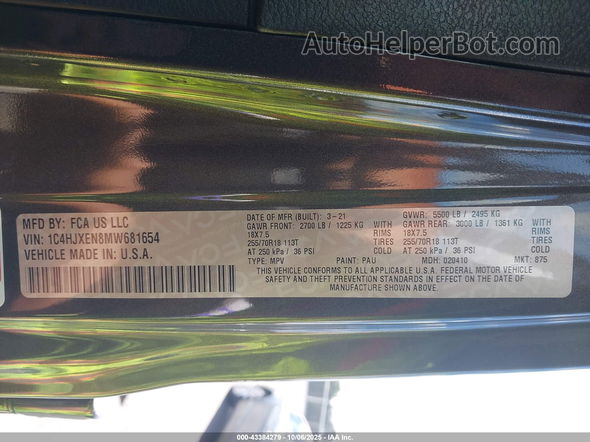 AutoHelperBot.com
MFD BY: FCA US LLC
VIN: 1C4HJXEN8MW681654
VEHICLE MADE IN: U.S.A.
DATE OF MFR (BUILT): 3-21
GAWR FRONT: 2700 LB / 1225 KG WITH
18X7.5 RIMS
255/70R18 113T TIRES
AT 250 kPa / 36 PSI COLD
GVWR: 5500 LB / 2495 KG
GAWR REAR: 3000 LB / 1361 KG WITH
18X7.5 RIMS
255/70R18 113T TIRES
AT 250 kPa / 36 PSI COLD
TYPE: MPV PAINT: PAU MDH: 020410 MKT: 875
THIS VEHICLE CONFORMS TO ALL APPLICABLE U.S.A. FEDERAL MOTOR VEHICLE
SAFETY AND THEFT PREVENTION STANDARDS IN EFFECT ON THE DATE OF
MANUFACTURE SHOWN ABOVE.
000-43384279 - 10/06/2025 - IAA Inc.